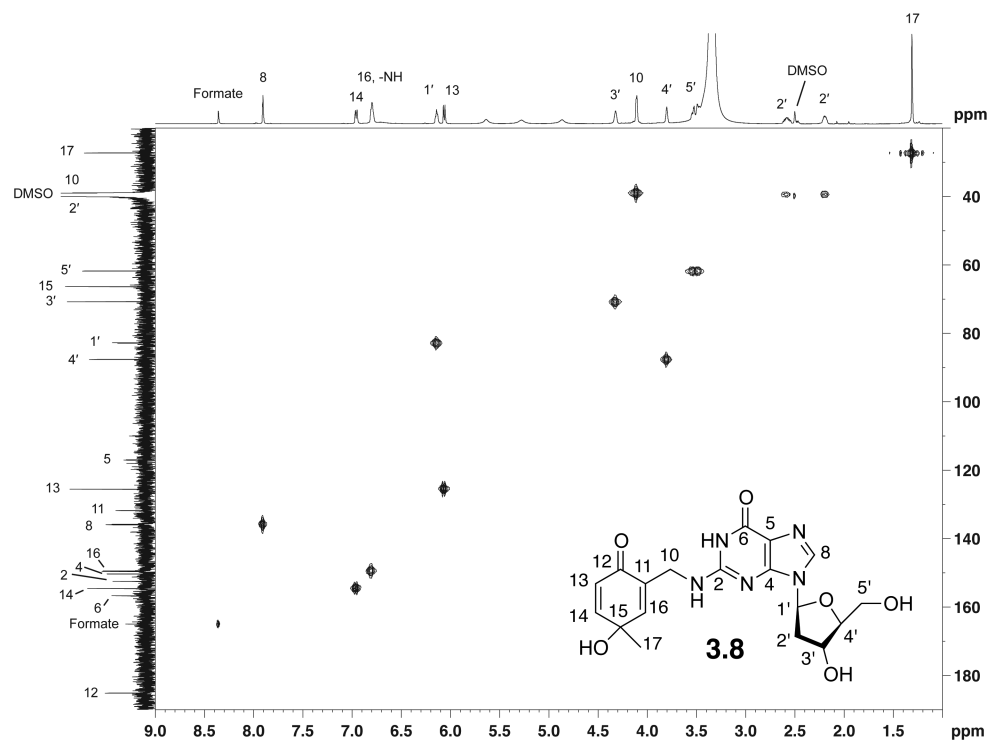 17
8
16, -NH
10
DMSO
Formate
14
1′
13
3′
4′
5′
2′
2′
ppm
17
10
DMSO
2′
5′
15
3′
1′
4′
5
13
11
8
16
4
2
14
6
Formate
12
40
60
80
100
120
140
160
180
O
6
5
N
HN
8
O
12
10
11
2
N
4
N
13
N
H
1'
O
5'
OH
14
15
16
2'
4'
HO
17
3.8
3'
OH
9.0 8.5 8.0 7.5 7.0 6.5 6.0 5.5 5.0 4.5 4.0 3.5 3.0 2.5 2.0 1.5 ppm